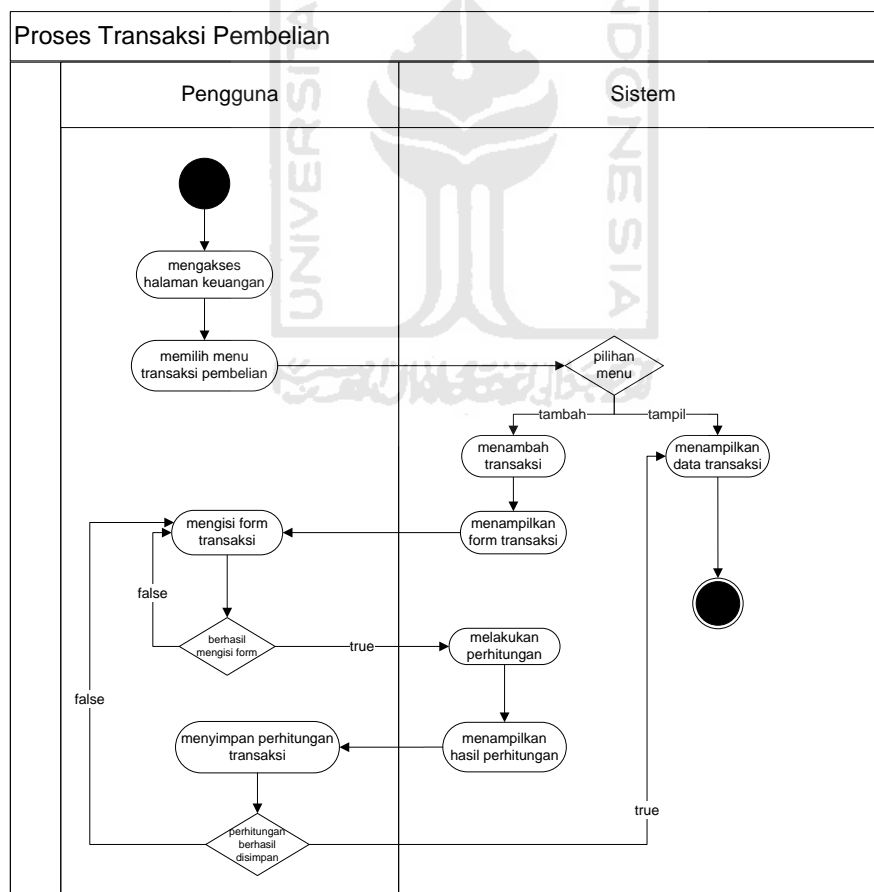 Proses Transaksi Pembelian
Pengguna
Sistem
mengakses
halaman keuangan
memilih menu
transaksi pembelian
pilihan
menu
tambah
tampil
menambah
transaksi
menampilkan
data transaksi
mengisi form
transaksi
menampilkan
form transaksi
false
berhasil
mengisi form
true
melakukan
perhitungan
false
menyimpan perhitungan
transaksi
menampilkan
hasil perhitungan
true
perhitungan
berhasil
disimpan
UNIVERSITA
NDONESIA